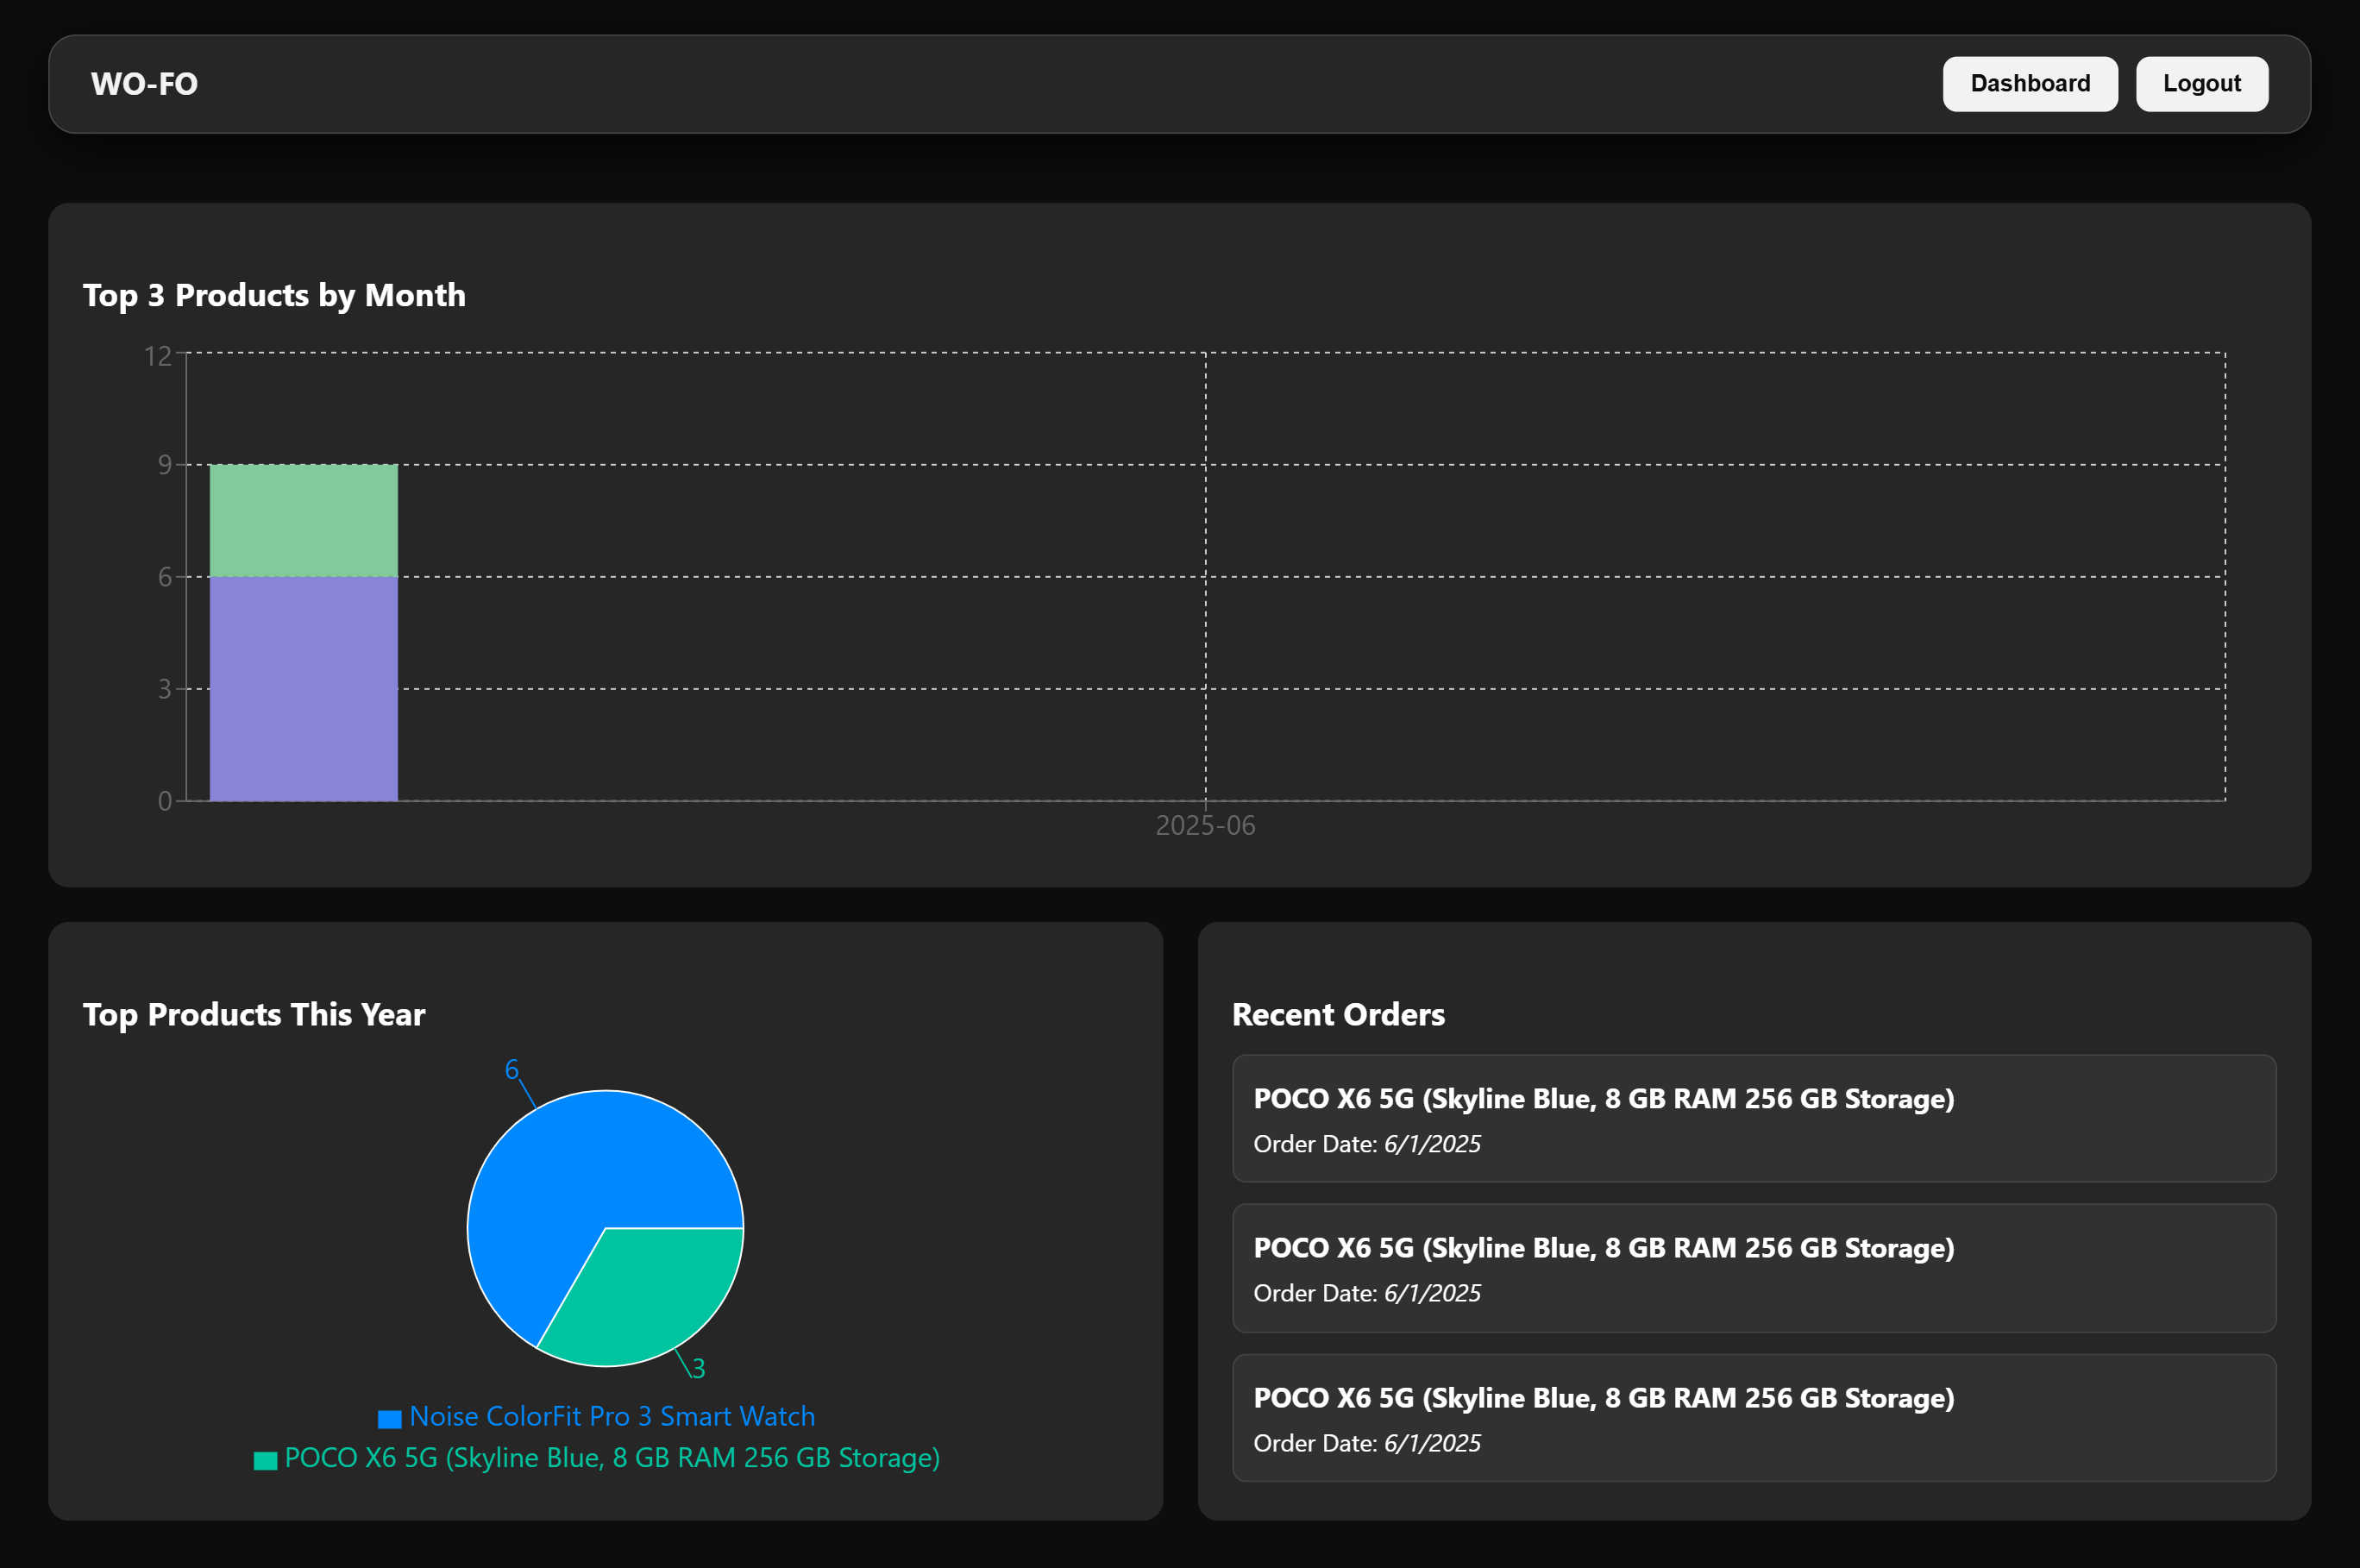 WO-FO
Dashboard
Logout
Top 3 Products by Month
12
9
6
3
0
2025-06
Top Products This Year
6
3
Noise ColorFit Pro 3 Smart Watch
POCO X6 5G (Skyline Blue, 8 GB RAM 256 GB Storage)
Recent Orders
POCO X6 5G (Skyline Blue, 8 GB RAM 256 GB Storage)
Order Date: 6/1/2025
POCO X6 5G (Skyline Blue, 8 GB RAM 256 GB Storage)
Order Date: 6/1/2025
POCO X6 5G (Skyline Blue, 8 GB RAM 256 GB Storage)
Order Date: 6/1/2025